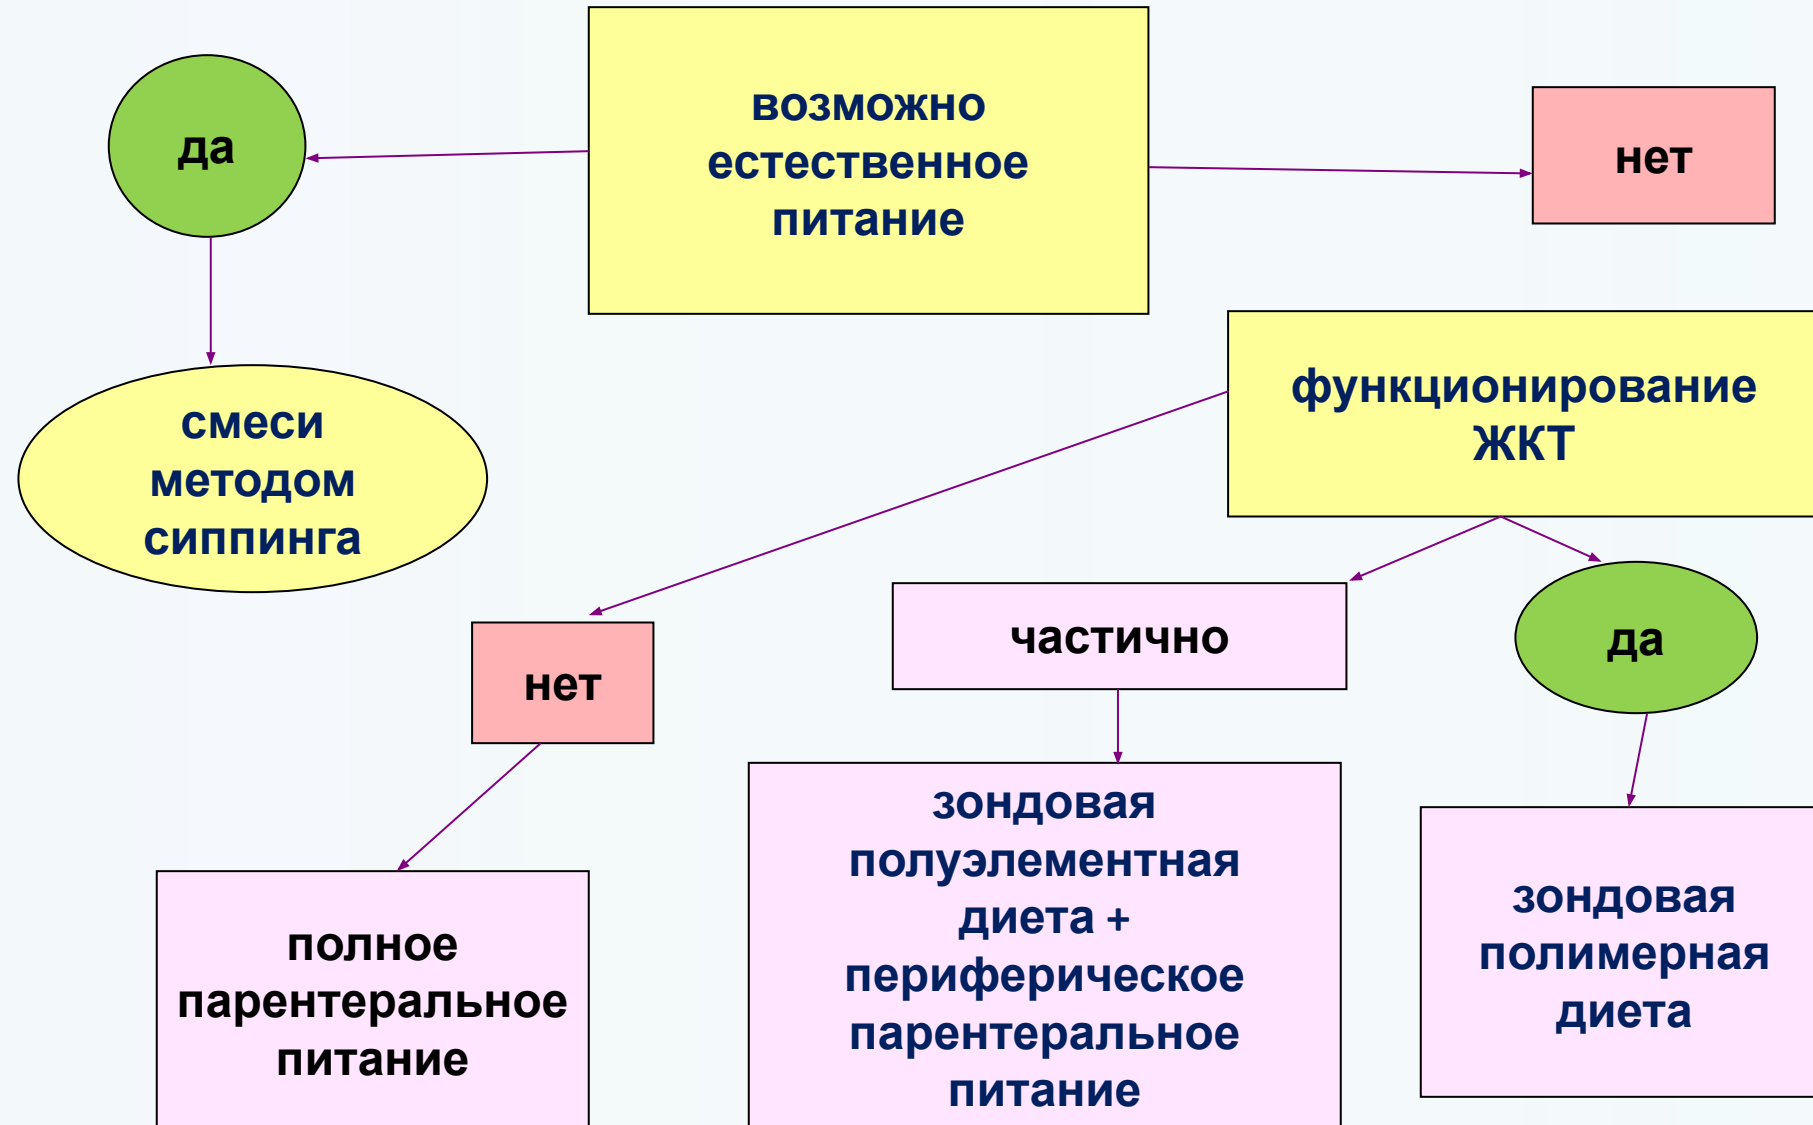 возможно
естественное
питание
да
нет
смеси
методом
сиппинга
функционирование
ЖКТ
нет
частично
да
полное
парентеральное
питание
зондовая
полуэлементная
диета +
периферическое
парентеральное
питание
зондовая
полимерная
диета